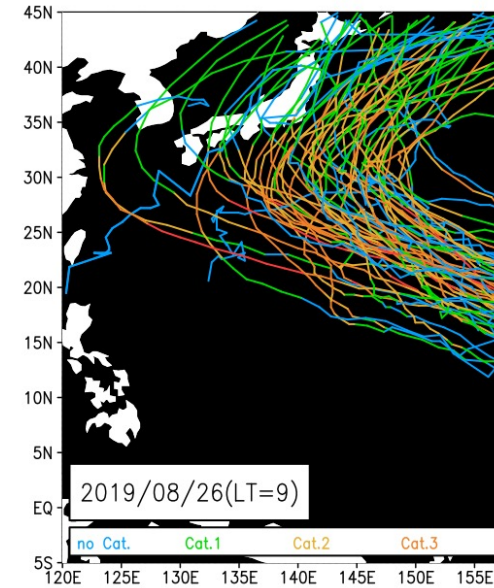 45N
40N
35N
30N
25N
20N
15N
10N
5N
EQ
5S
2019/08/26(LT=9)
no Cat. Cat.1 Cat.2 Cat.3
120E 125E 130E 135E 140E 145E 150E 155E